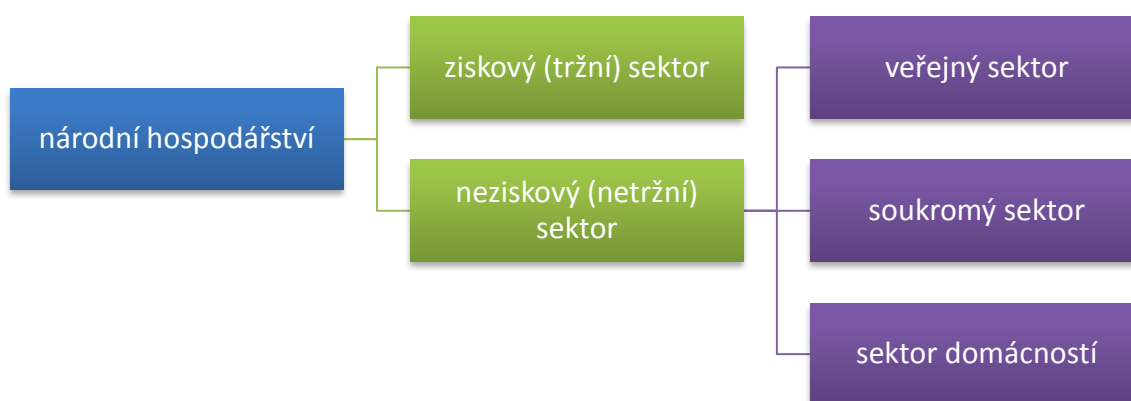 národní hospodářství
ziskový (tržní) sektor
neziskový (netržní)
sektor
veřejný sektor
soukromý sektor
sektor domácností